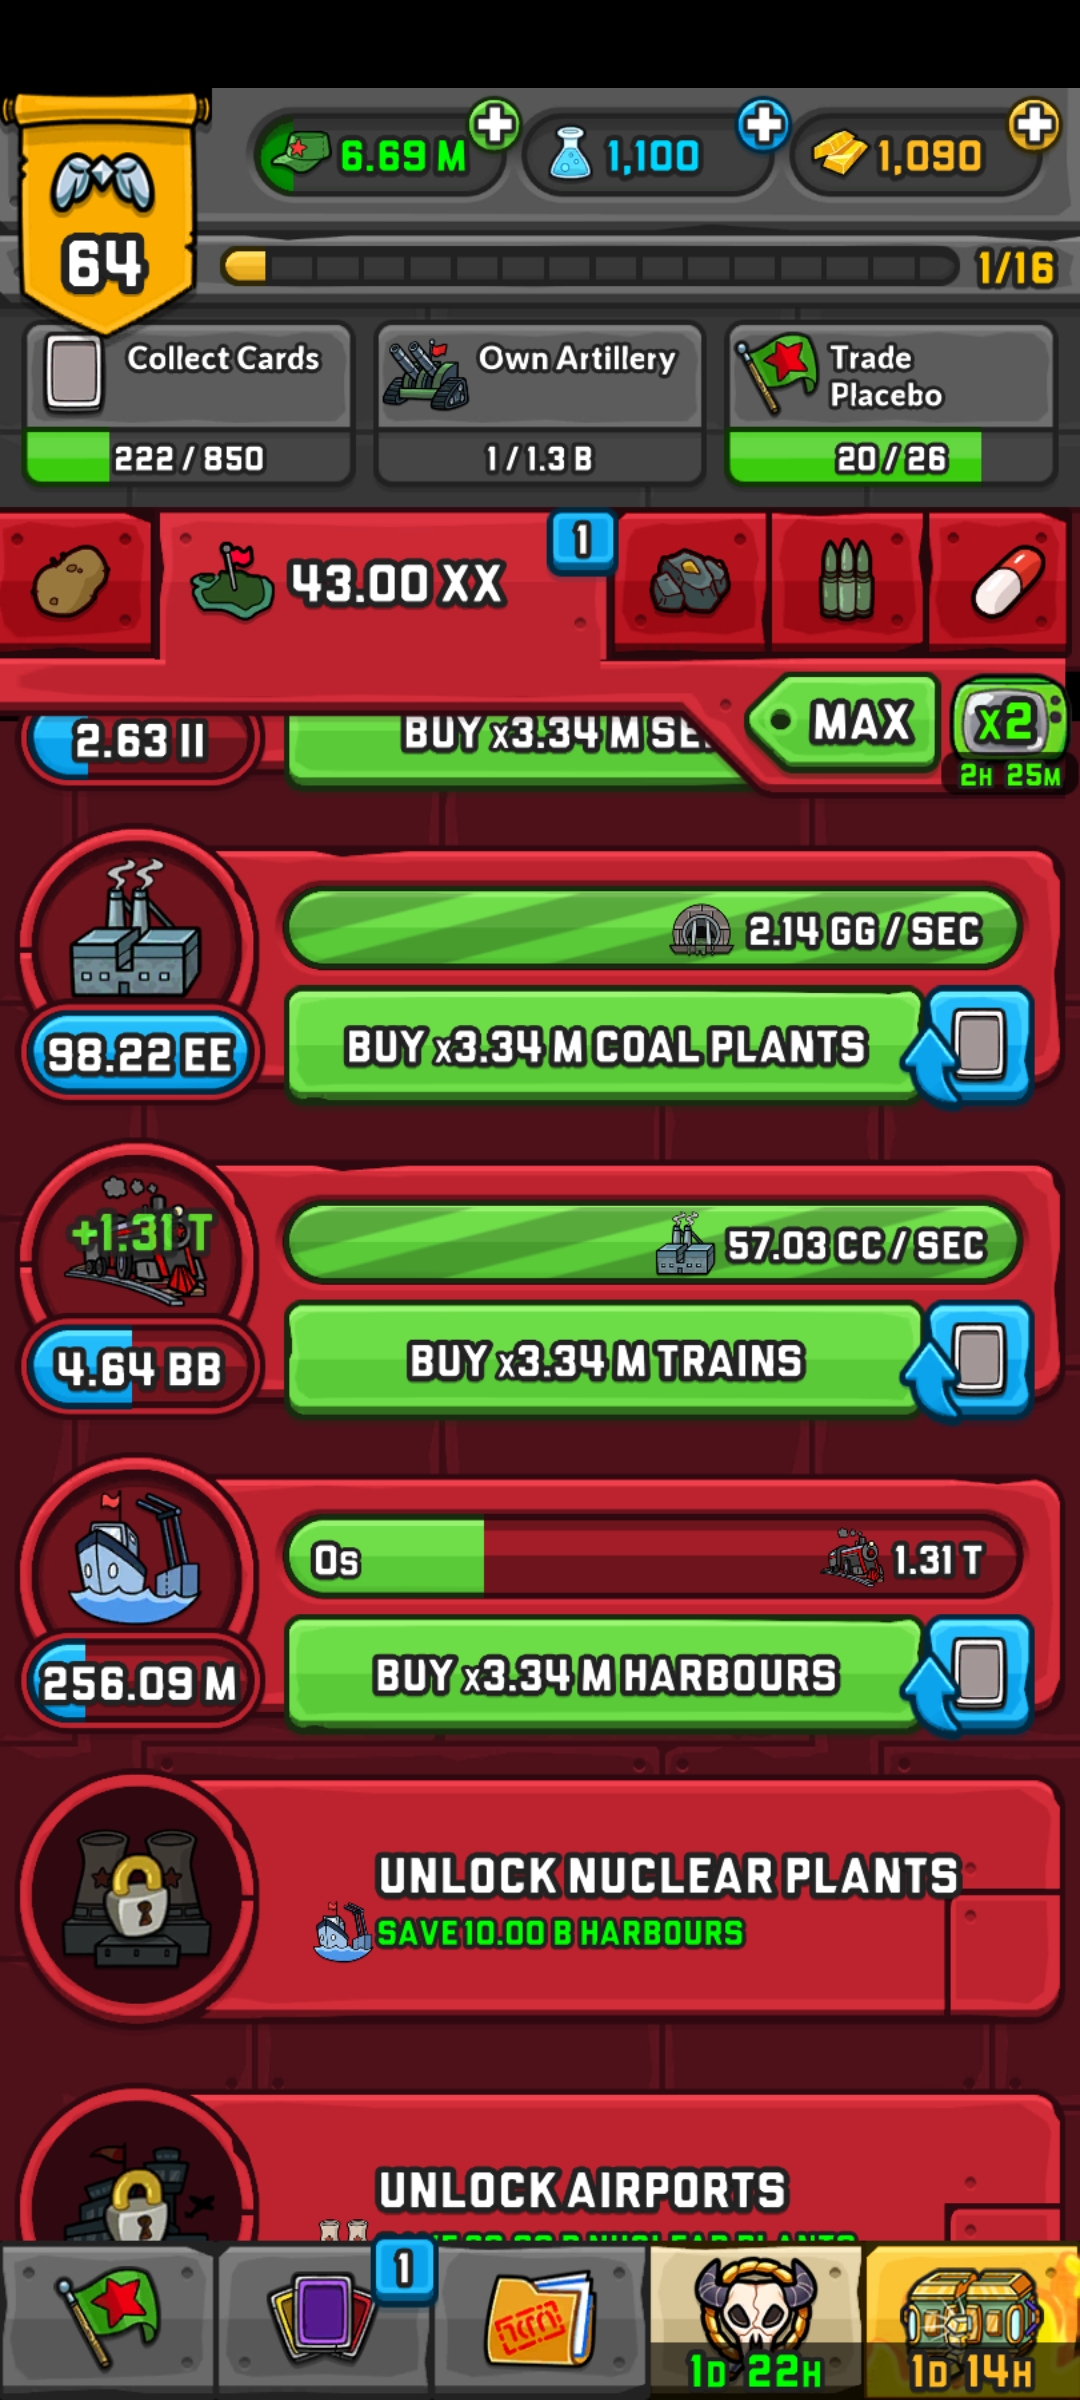 6.69 M
1,100
1,090
64
1/16
Collect Cards
222 / 850
Own Artillery
1 / 1.3 B
Trade
Placebo
20 / 26
43.00 XX
1
MAX
x2
2H 25M
2.63 II
BUY x3.34 M
2.14 GG / SEC
98.22 EE
BUY x3.34 M COAL PLANTS
+1.31 T
57.03 CC / SEC
4.64 BB
BUY x3.34 M TRAINS
0s
1.31 T
256.09 M
BUY x3.34 M HARBOURS
UNLOCK NUCLEAR PLANTS
SAVE 10.00 B HARBOURS
UNLOCK AIRPORTS
1
1D 22H
1D 14H